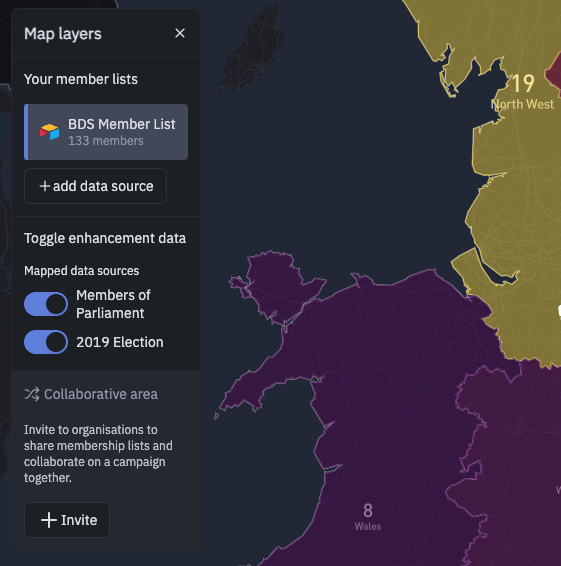 Map layers
Your member lists
BDS Member List
133 members
+ add data source
Toggle enhancement data
Mapped data sources
Members of
Parliament
2019 Election
Collaborative area
Invite to organisations to
share membership lists and
collaborate on a campaign
together.
+ Invite
19
North West
8
Wales